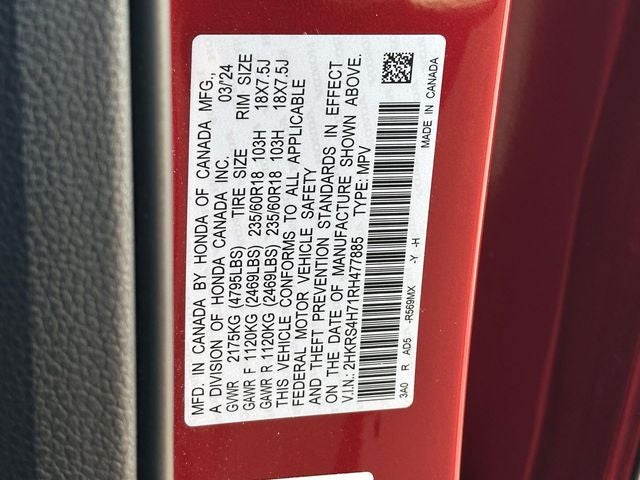 MFD. IN CANADA BY HONDA OF CANADA MFG.,
A DIVISION OF HONDA CANADA INC. 03/24
GVWR 2175KG (4795LBS) TIRE SIZE RIM SIZE
GAWR F 1120KG (2469LBS) 235/60R18 103H 18X7.5J
GAWR R 1120KG (2469LBS) 235/60R18 103H 18X7.5J
THIS VEHICLE CONFORMS TO ALL APPLICABLE
FEDERAL MOTOR VEHICLE SAFETY
AND THEFT PREVENTION STANDARDS IN EFFECT
ON THE DATE OF MANUFACTURE SHOWN ABOVE.
V.I.N.: 2HKRS4H71RH477885 TYPE: MPV
3A0 R AD5 -R569MX -Y -H
MADE IN CANADA